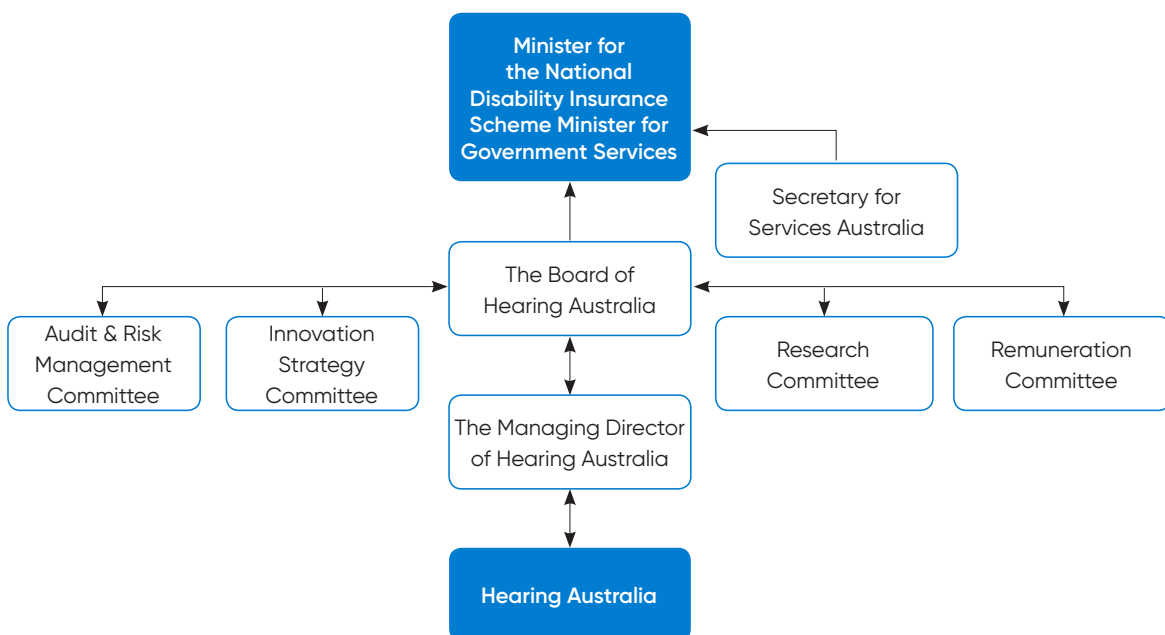 Minister for
the National
Disability Insurance
Scheme Minister for
Government Services
Secretary for
Services Australia
The Board of
Hearing Australia
Audit & Risk
Management
Committee
Innovation
Strategy
Committee
Research
Committee
Remuneration
Committee
The Managing Director
of Hearing Australia
Hearing Australia